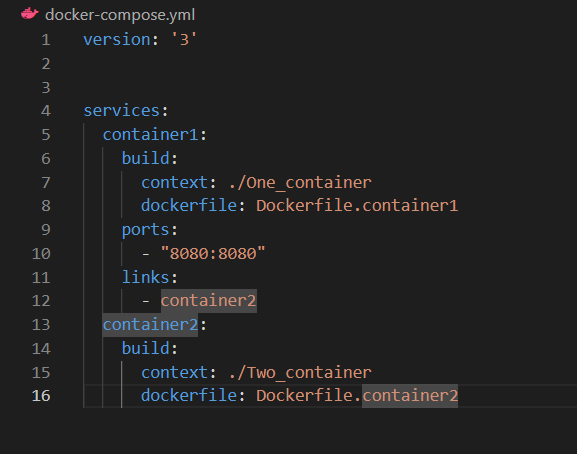 docker-compose.yml
1 version: '3'
2
3
4 services:
5   container1:
6     build:
7       context: ./One_container
8       dockerfile: Dockerfile.container1
9     ports:
10       - "8080:8080"
11     links:
12       - container2
13   container2:
14     build:
15       context: ./Two_container
16       dockerfile: Dockerfile.container2